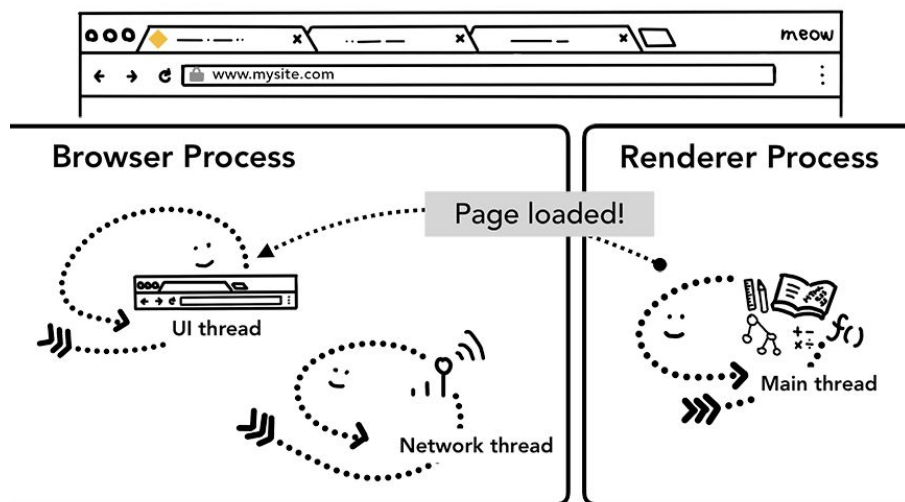 meow
www.mysite.com
Browser Process
Renderer Process
Page loaded!
UI thread
Network thread
+-
×÷
f()
Main thread